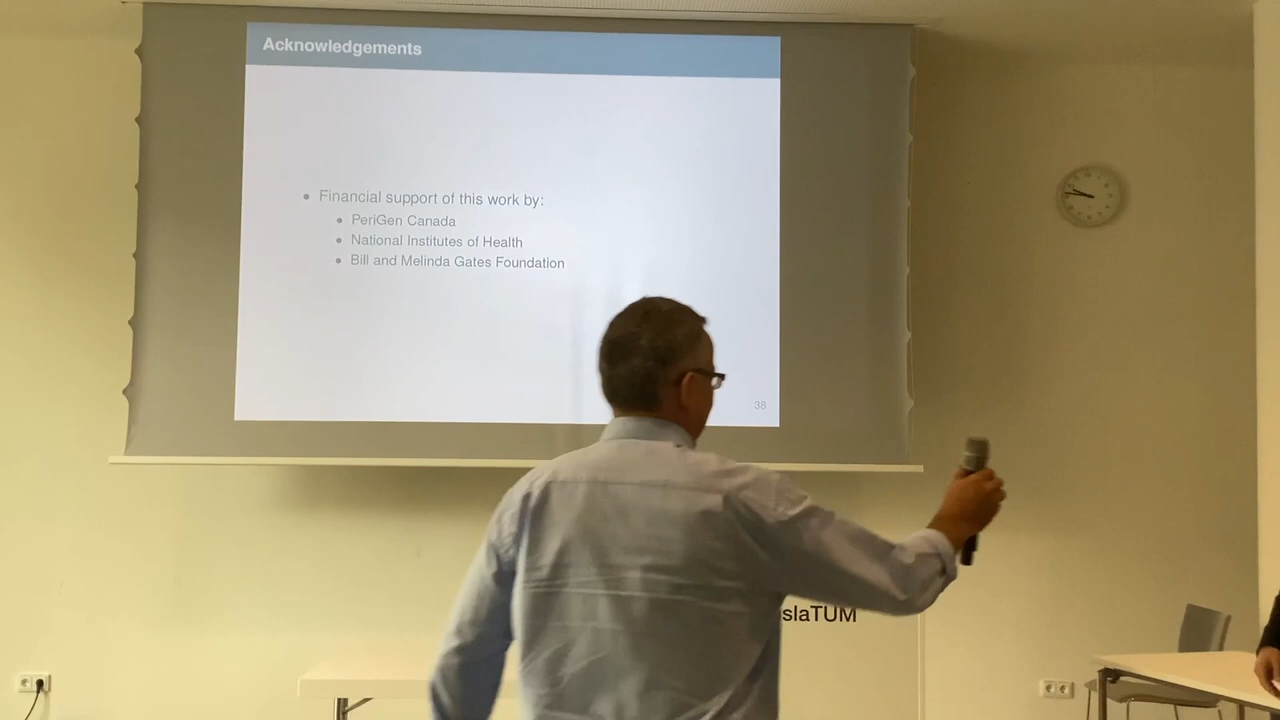 Acknowledgements
Financial support of this work by:
PeriGen Canada
National Institutes of Health
Bill and Melinda Gates Foundation
38
slaTUM